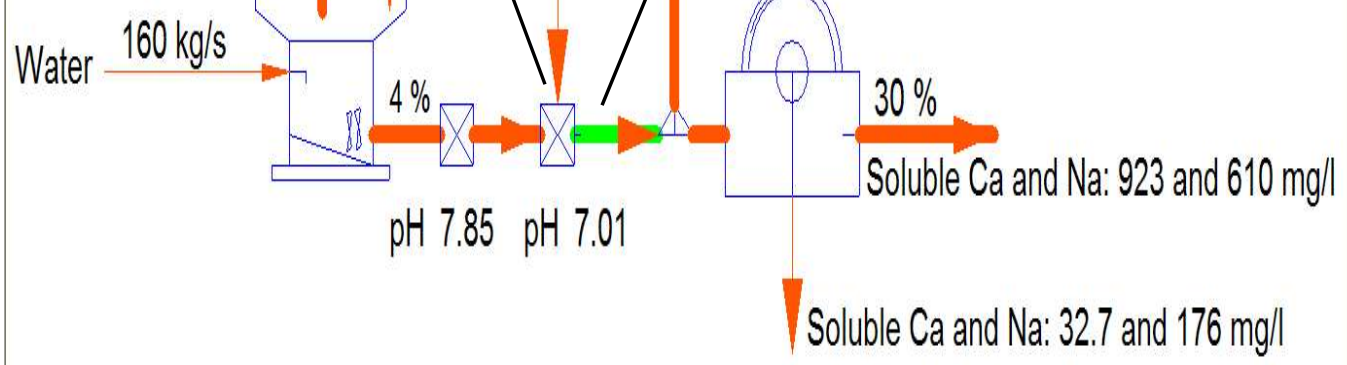 160 kg/s
Water
4 %
30 %
Soluble Ca and Na: 923 and 610 mg/l
pH 7.85
pH 7.01
Soluble Ca and Na: 32.7 and 176 mg/l